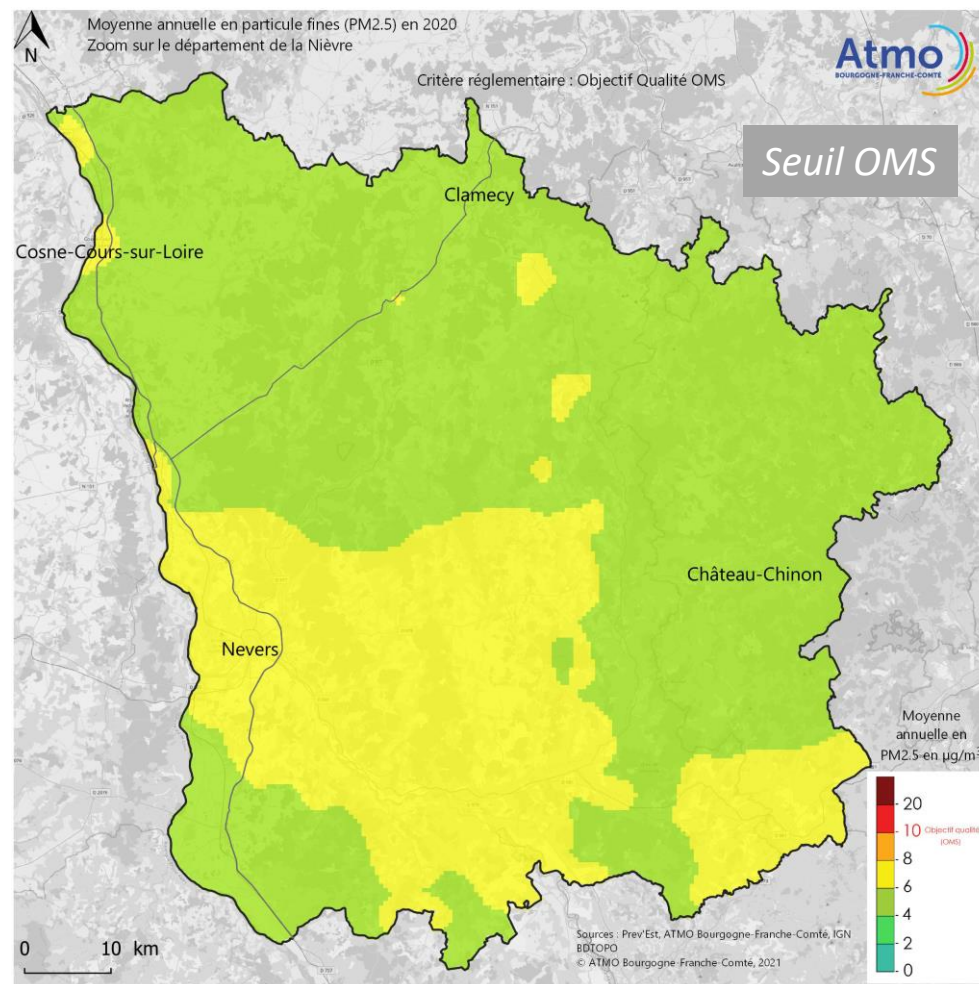 Moyenne annuelle en particule fines (PM2.5) en 2020
Zoom sur le département de la Nièvre
N
Critère réglementaire : Objectif Qualité OMS
Atmo
BOURGOGNE-FRANCHE-COMTÉ
Seuil OMS
Clamecy
Cosne-Cours-sur-Loire
Château-Chinon
Nevers
Moyenne
annuelle en
PM2.5 en µg/m³
20
10 Objectif qualité
(OMS)
8
6
4
2
0
0 10 km
Sources : Prev'Est, ATMO Bourgogne-Franche-Comté, IGN
BDTOPO
© ATMO Bourgogne-Franche-Comté, 2021